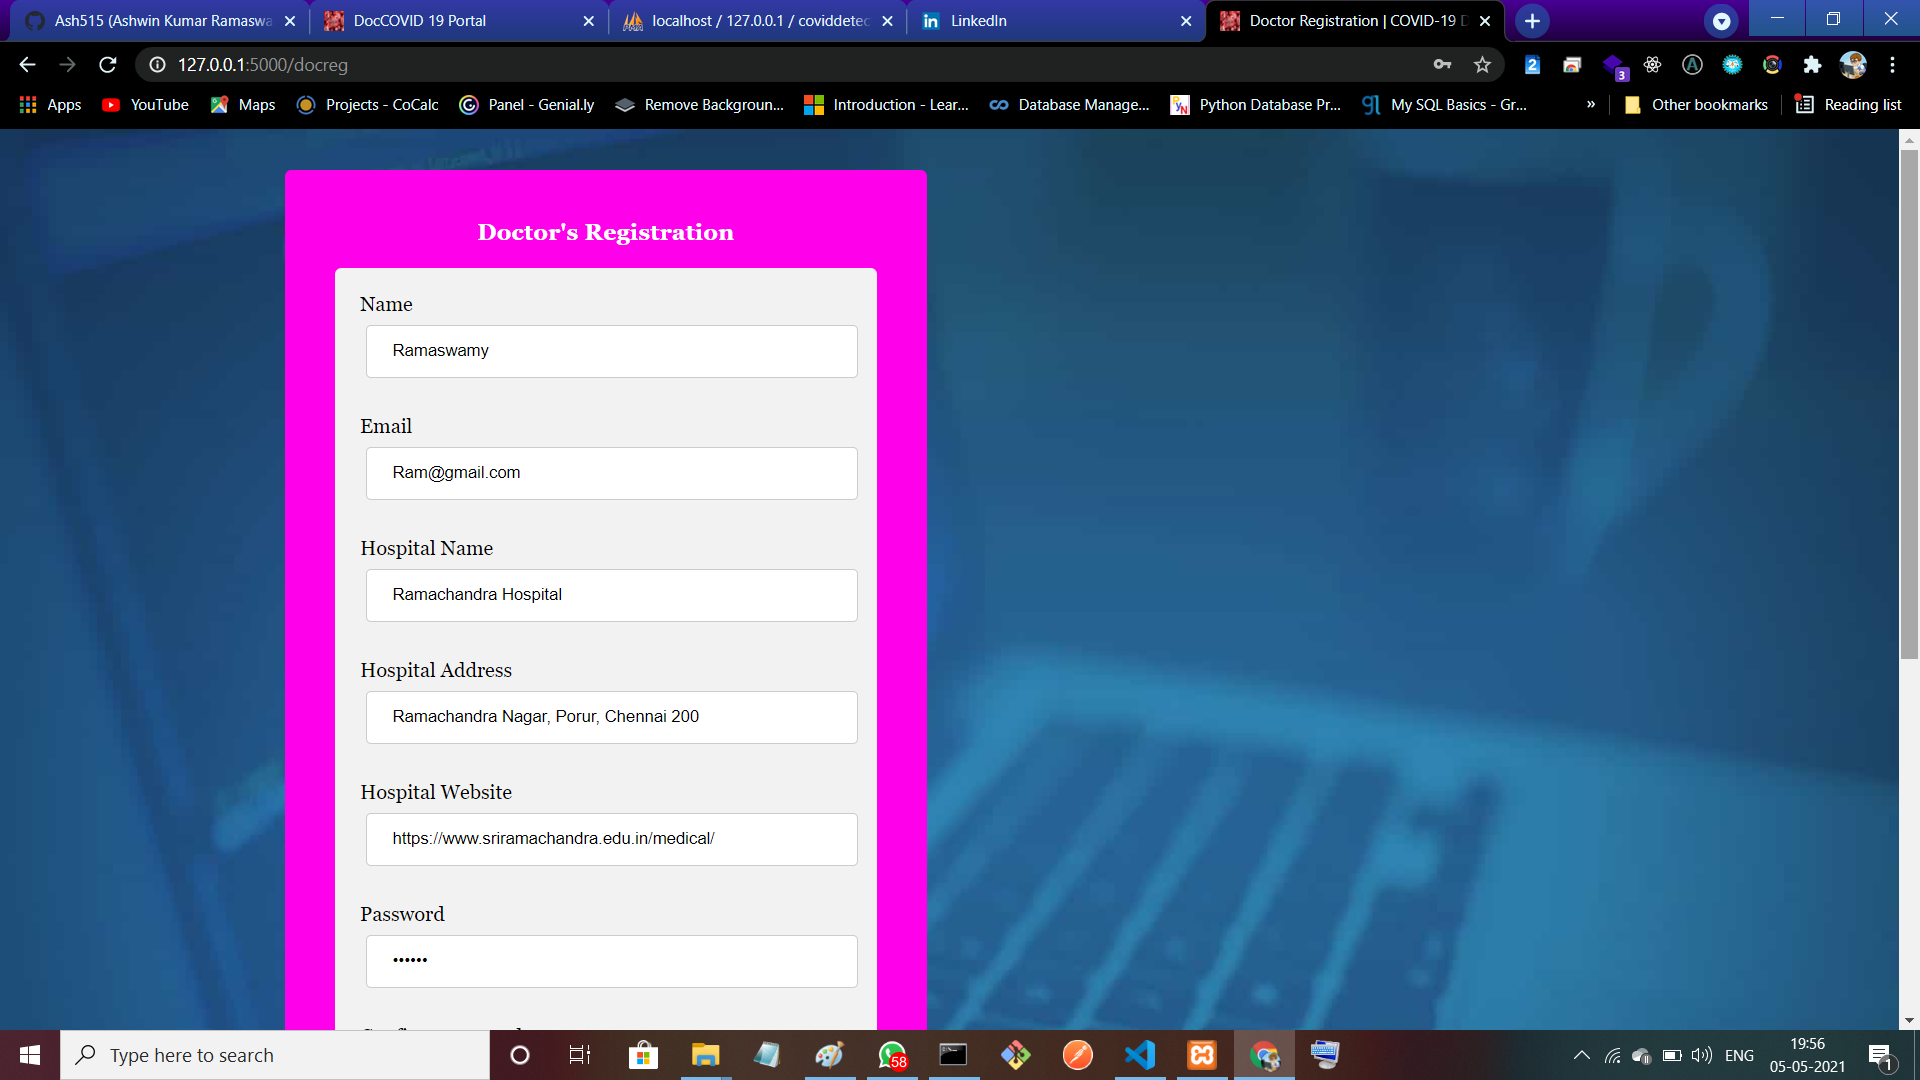 Ash515 (Ashwin Kumar Ramaswa
DocCOVID 19 Portal
localhost / 127.0.0.1 / coviddetec
LinkedIn
Doctor Registration | COVID-19 D
127.0.0.1:5000/docreg
2
3
Apps
YouTube
Maps
Projects - CoCalc
Panel - Genial.ly
Remove Backgroun...
Introduction - Lear...
Database Manage...
Python Database Pr...
My SQL Basics - Gr...
»
Other bookmarks
Reading list
Doctor's Registration
Name
Ramaswamy
Email
Ram@gmail.com
Hospital Name
Ramachandra Hospital
Hospital Address
Ramachandra Nagar, Porur, Chennai 200
Hospital Website
https://www.sriramachandra.edu.in/medical/
Password
••••••
Type here to search
58
ENG
19:56
05-05-2021
1